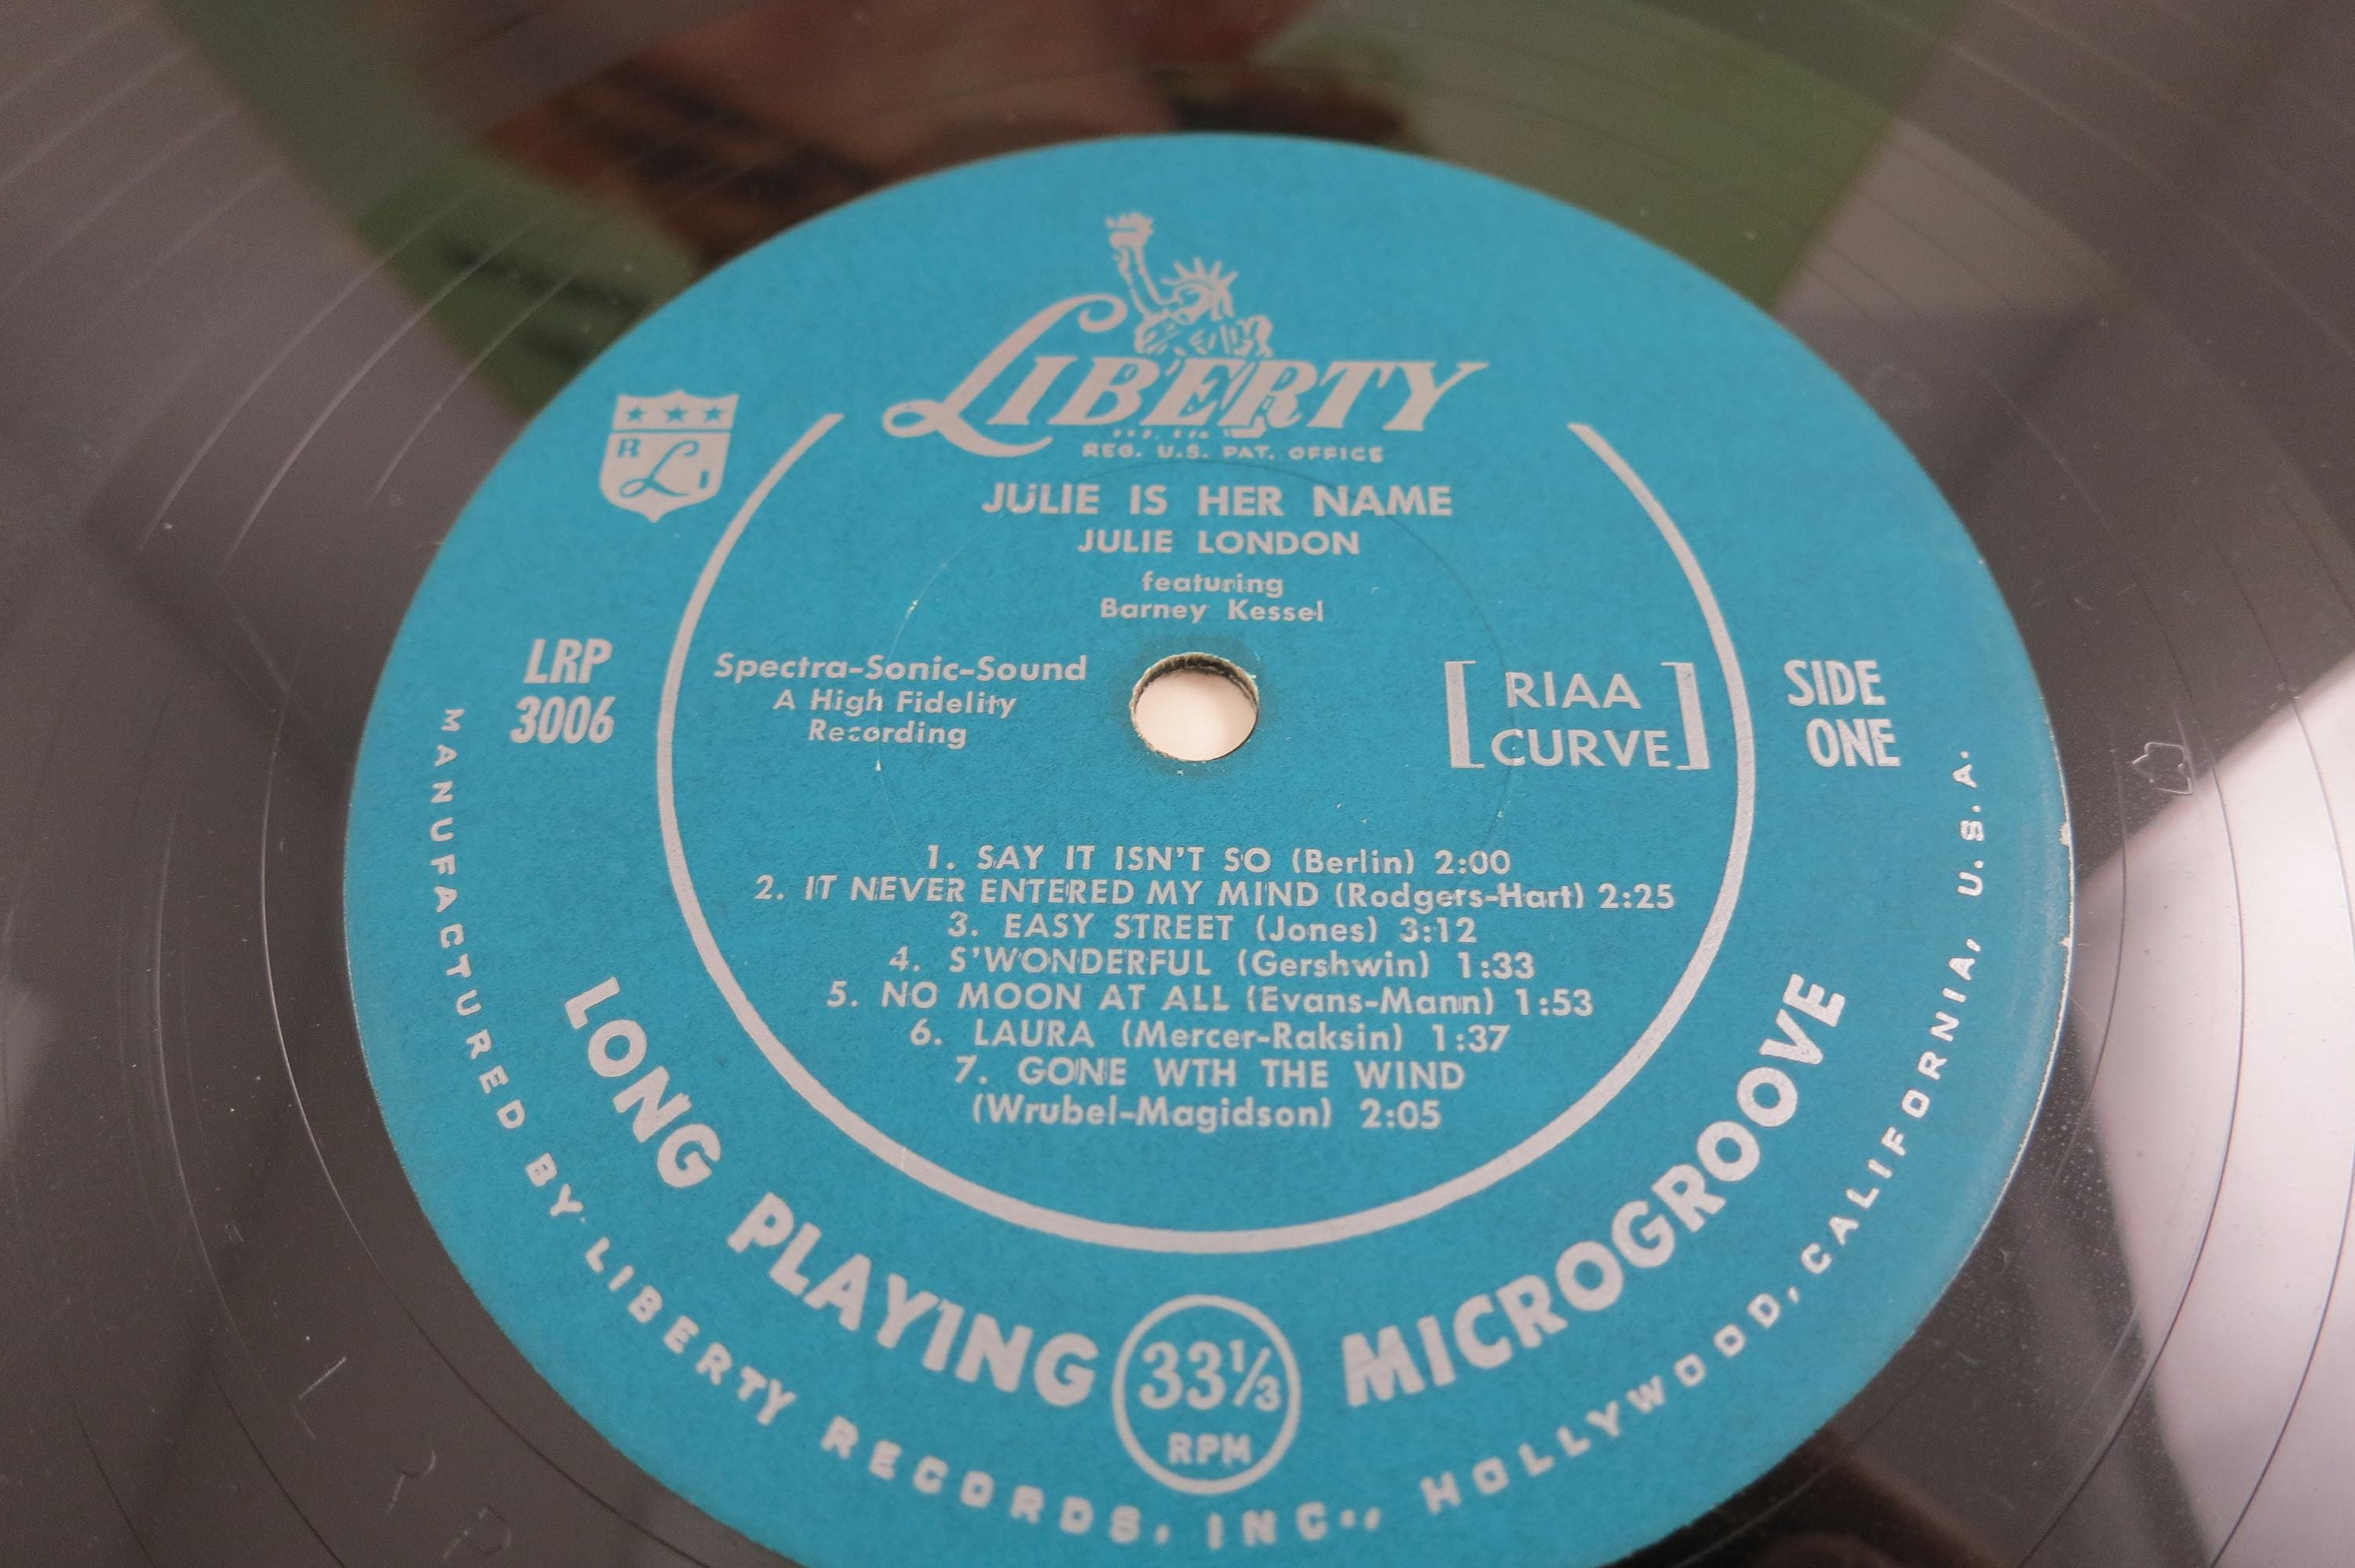 LIBERTY
REG. U.S. PAT. OFFICE
R L I
JULIE IS HER NAME
JULIE LONDON
featuring
Barney Kessel
LRP
3006
Spectra-Sonic-Sound
A High Fidelity
Recording
RIAA
CURVE
SIDE
ONE
1. SAY IT ISN'T SO (Berlin) 2:00
2. IT NEVER ENTERED MY MIND (Rodgers-Hart) 2:25
3. EASY STREET (Jones) 3:12
4. S'WONDERFUL (Gershwin) 1:33
5. NO MOON AT ALL (Evans-Mann) 1:53
6. LAURA (Mercer-Raksin) 1:37
7. GONE WTH THE WIND
(Wrubel-Magidson) 2:05
LONG PLAYING 33⅓ RPM MICROGROOVE
MANUFACTURED BY LIBERTY RECORDS, INC., HOLLYWOOD, CALIFORNIA, U.S.A.
L R P